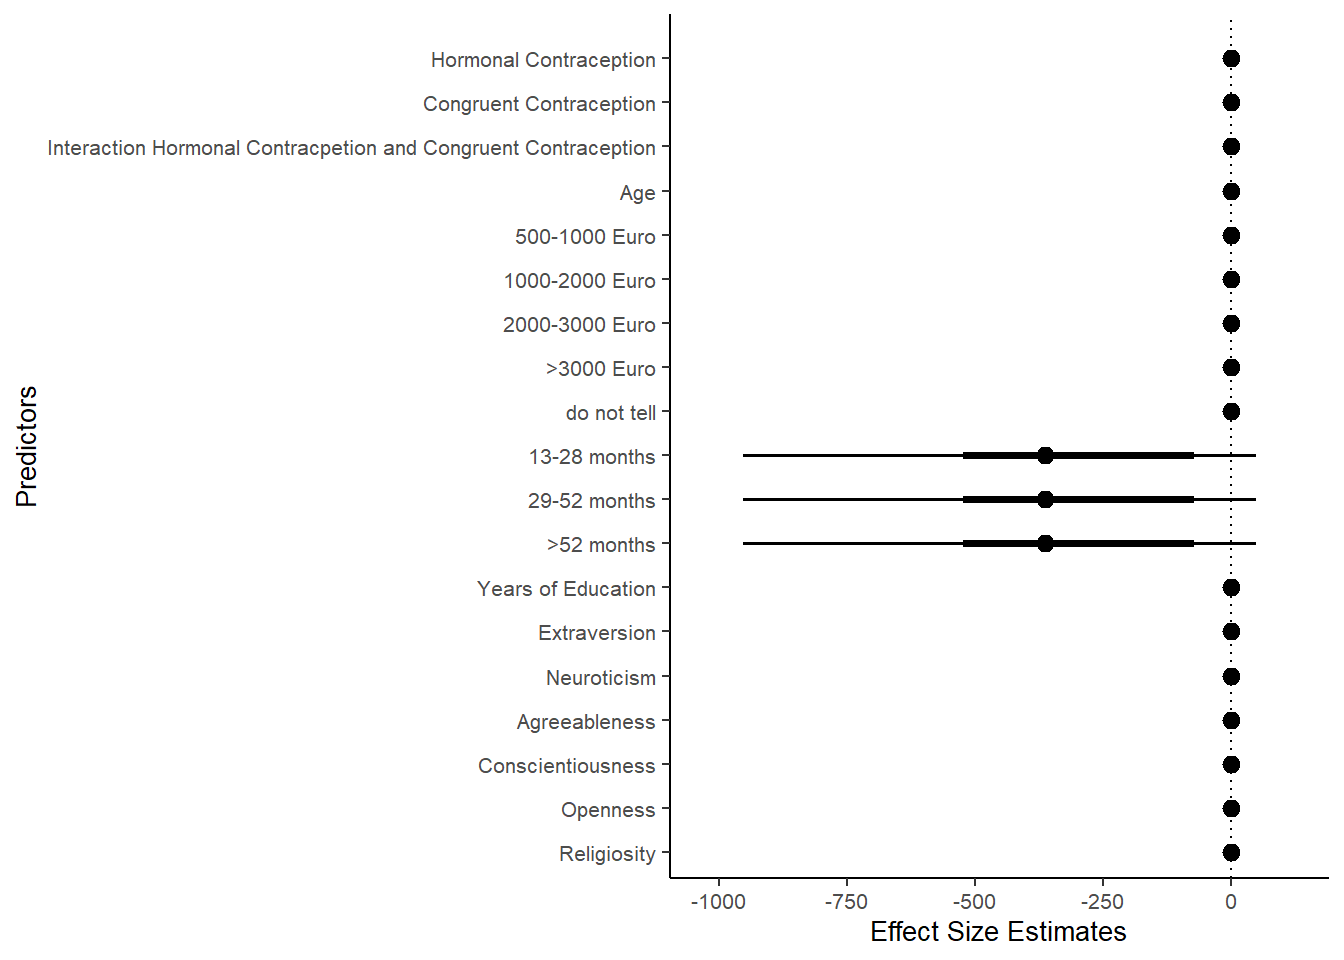 Hormonal Contraception
Congruent Contraception
Interaction Hormonal Contracpetion and Congruent Contraception
Age
500-1000 Euro
1000-2000 Euro
2000-3000 Euro
>3000 Euro
do not tell
13-28 months
29-52 months
>52 months
Years of Education
Extraversion
Neuroticism
Agreeableness
Conscientiousness
Openness
Religiosity
Predictors
-1000 -750 -500 -250 0
Effect Size Estimates